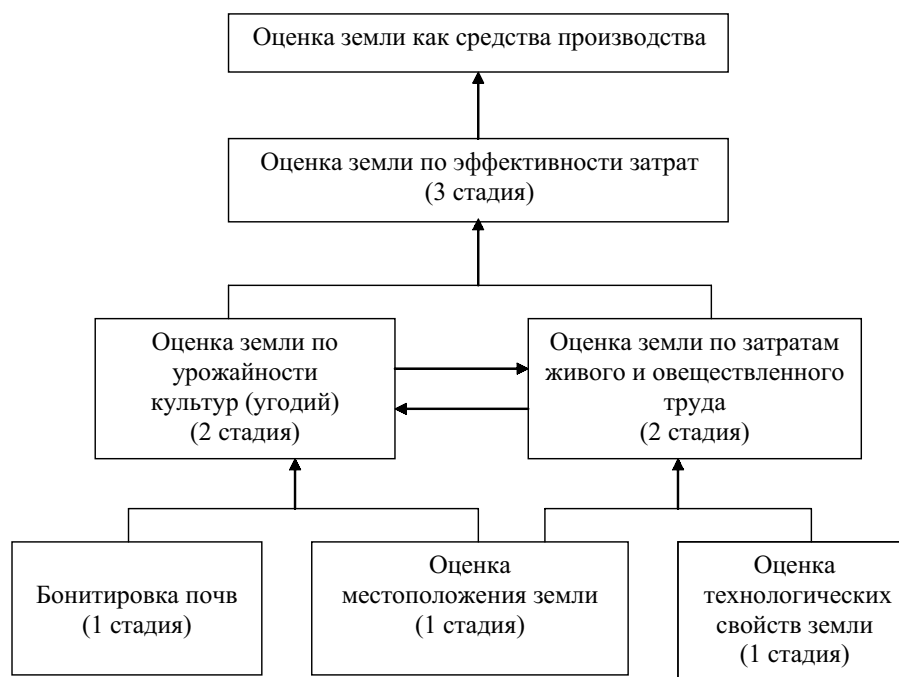 Оценка земли как средства производства
Оценка земли по эффективности затрат
(3 стадия)
Оценка земли по
урожайности
культур (угодий)
(2 стадия)
Оценка земли по затратам
живого и овеществленного
труда
(2 стадия)
Бонитировка почв
(1 стадия)
Оценка
местоположения земли
(1 стадия)
Оценка
технологических
свойств земли
(1 стадия)